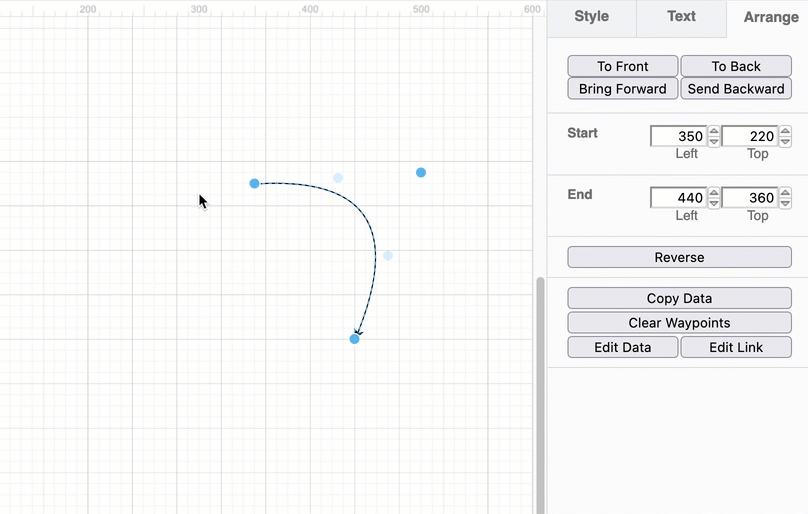 200 300 400 500 600
Style Text Arrange
To Front To Back
Bring Forward Send Backward
Start 350 220
Left Top
End 440 360
Left Top
Reverse
Copy Data
Clear Waypoints
Edit Data Edit Link